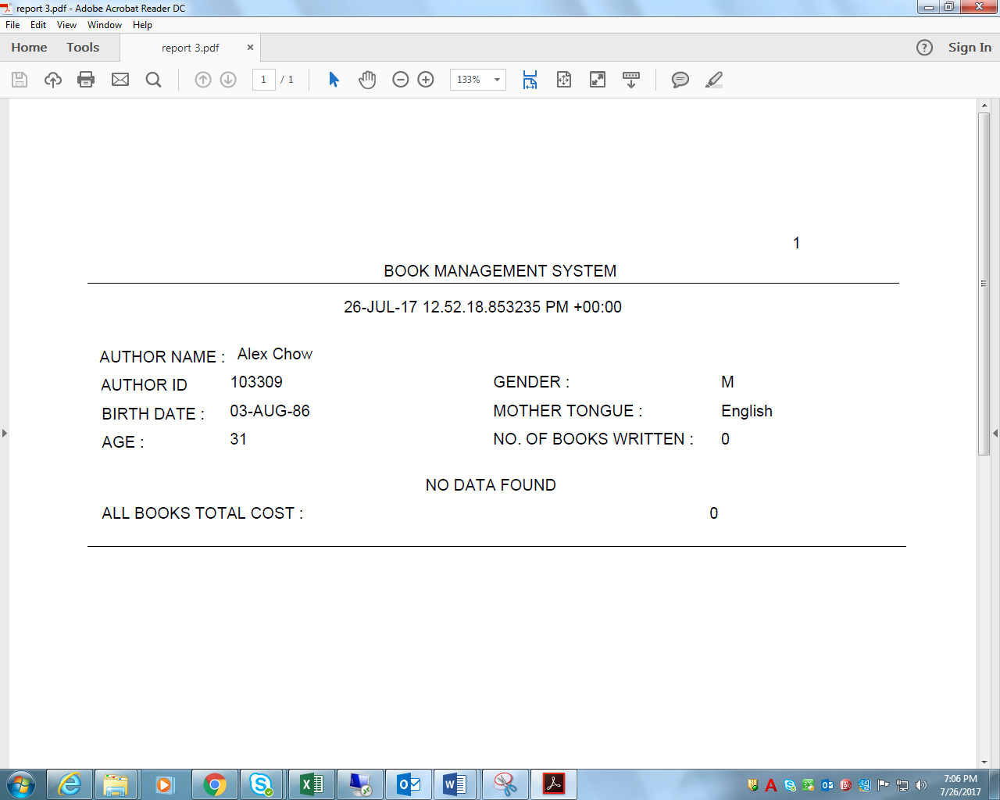 report 3.pdf - Adobe Acrobat Reader DC
File Edit View Window Help
Home Tools report 3.pdf × ? Sign In
1 / 1 133%
1
BOOK MANAGEMENT SYSTEM
26-JUL-17 12.52.18.853235 PM +00:00
AUTHOR NAME : Alex Chow
AUTHOR ID 103309 GENDER : M
BIRTH DATE : 03-AUG-86 MOTHER TONGUE : English
AGE : 31 NO. OF BOOKS WRITTEN : 0
NO DATA FOUND
ALL BOOKS TOTAL COST : 0
7:06 PM
7/26/2017